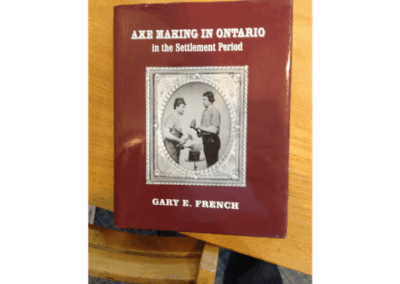 AXE MAKING IN ONTARIO
in the Settlement Period
GARY E. FRENCH